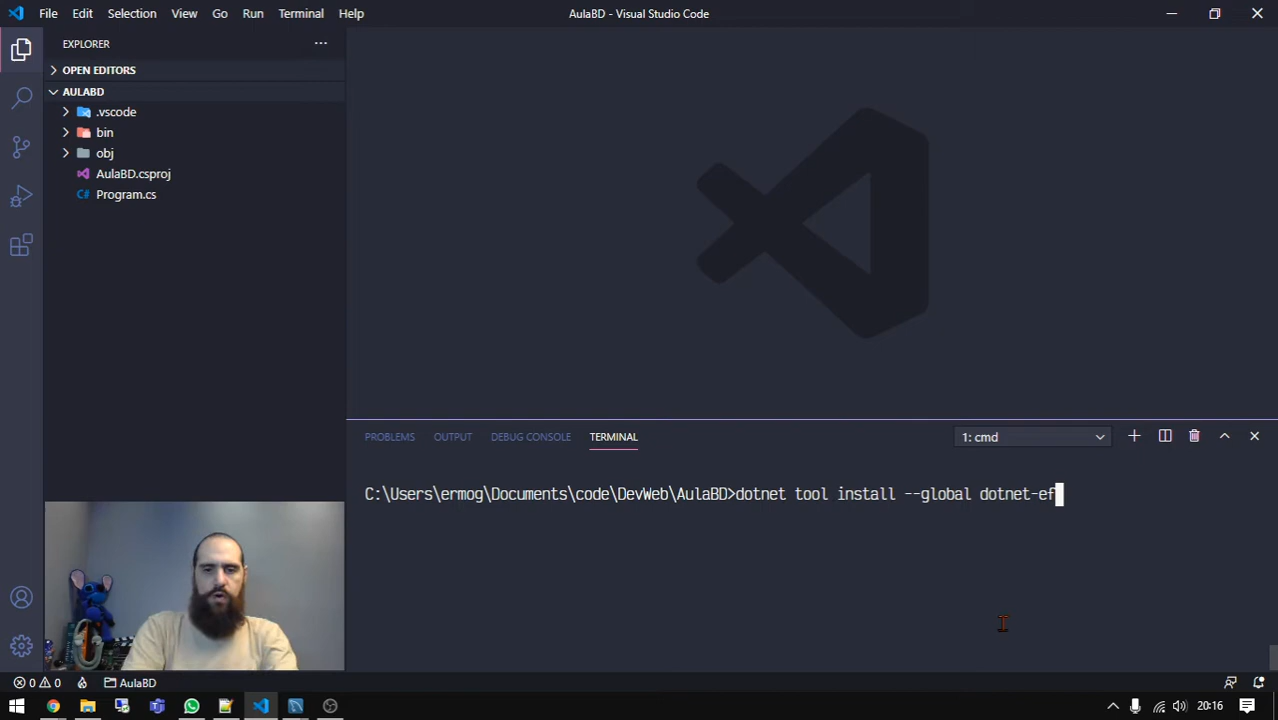 File Edit Selection View Go Run Terminal Help
AulaBD - Visual Studio Code
EXPLORER
OPEN EDITORS
AULABD
.vscode
bin
obj
AulaBD.csproj
C# Program.cs
PROBLEMS OUTPUT DEBUG CONSOLE TERMINAL
1: cmd
C:\Users\ermog\Documents\code\DevWeb\AulaBD>dotnet tool install --global dotnet-ef
0 0 AulaBD
20:16